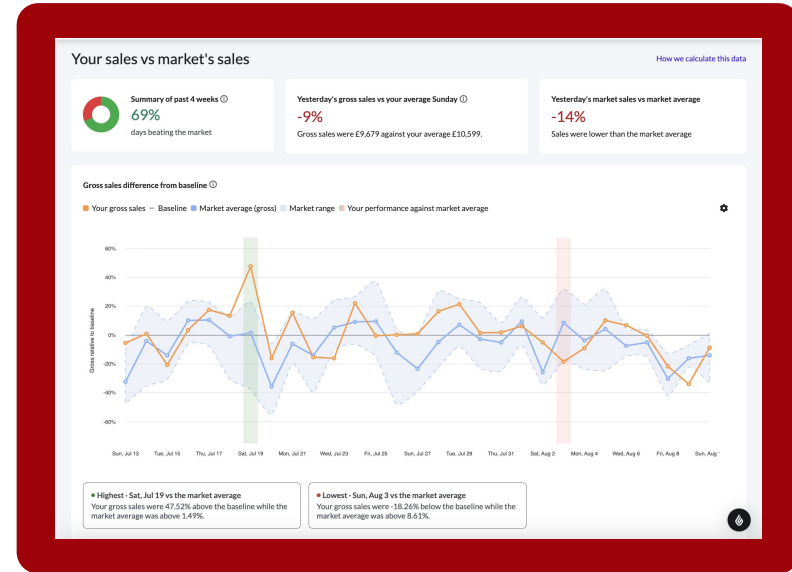 Your sales vs market's sales
How we calculate this data
Summary of past 4 weeks
69%
days beating the market
Yesterday's gross sales vs your average Sunday
-9%
Gross sales were £9,679 against your average £10,599.
Yesterday's market sales vs market average
-14%
Sales were lower than the market average
Gross sales difference from baseline
Your gross sales
Baseline
Market average (gross)
Market range
Your performance against market average
Gross relative to baseline
60%
40%
20%
0%
-20%
-40%
-60%
Sun, Jul 13
Tue, Jul 15
Thu, Jul 17
Sat, Jul 19
Mon, Jul 21
Wed, Jul 23
Fri, Jul 25
Sun, Jul 27
Tue, Jul 29
Thu, Jul 31
Sat, Aug 2
Mon, Aug 4
Wed, Aug 6
Fri, Aug 8
Sun, Aug
Highest - Sat, Jul 19 vs the market average
Your gross sales were 47.52% above the baseline while the
market average was above 1.49%.
Lowest - Sun, Aug 3 vs the market average
Your gross sales were -18.26% below the baseline while the
market average was above 8.61%.